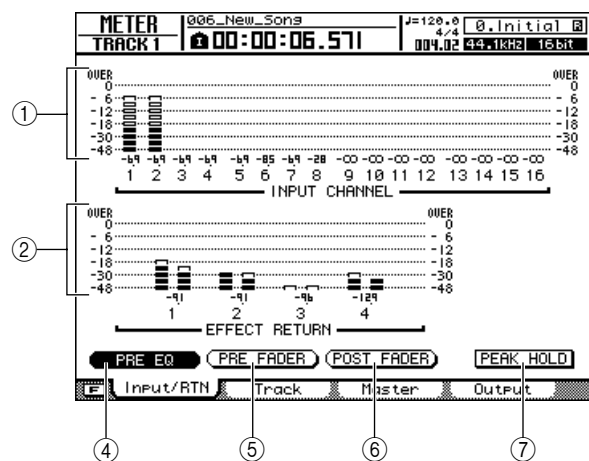 METER
TRACK 1
006_New_Song
00:00:06.571
♩=120.0
4/4
004.02
0.Initial
44.1kHz 16bit
① OVER OVER
0 0
- 6 - 6
-12 -12
-18 -18
-30 -30
-48 -48
-69 -69 -69 -69 -69 -85 -69 -28 -∞ -∞ -∞ -∞ -∞ -∞ -∞ -∞
1 2 3 4 5 6 7 8 9 10 11 12 13 14 15 16
INPUT CHANNEL
② OVER OVER
0 0
- 6 - 6
-12 -12
-18 -18
-30 -30
-48 -48
-91 -91 -96 -129
1 2 3 4
EFFECT RETURN
PRE EQ PRE FADER POST FADER PEAK HOLD
F Input/RTN Track Master Output
④ ⑤ ⑥ ⑦